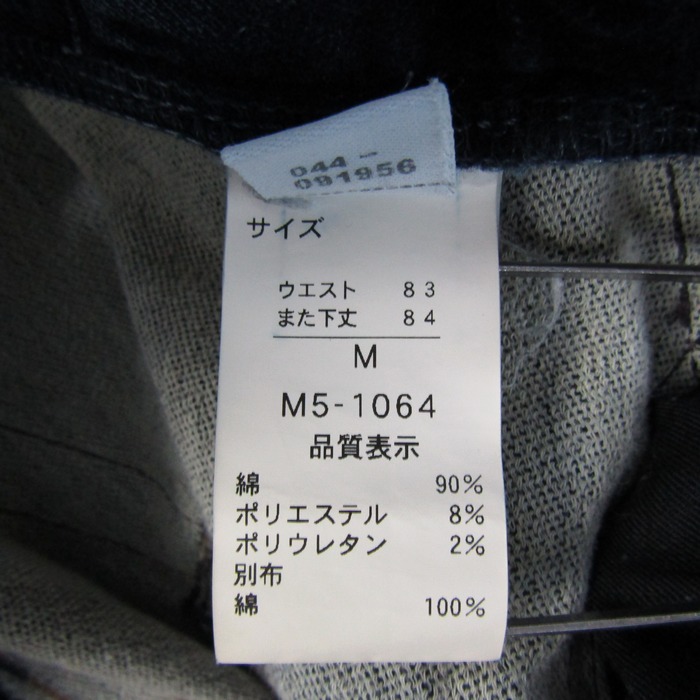 044-
091956
サイズ
ウエスト 83
また下丈 84
M
M5-1064
品質表示
綿 90%
ポリエステル 8%
ポリウレタン 2%
別布
綿 100%